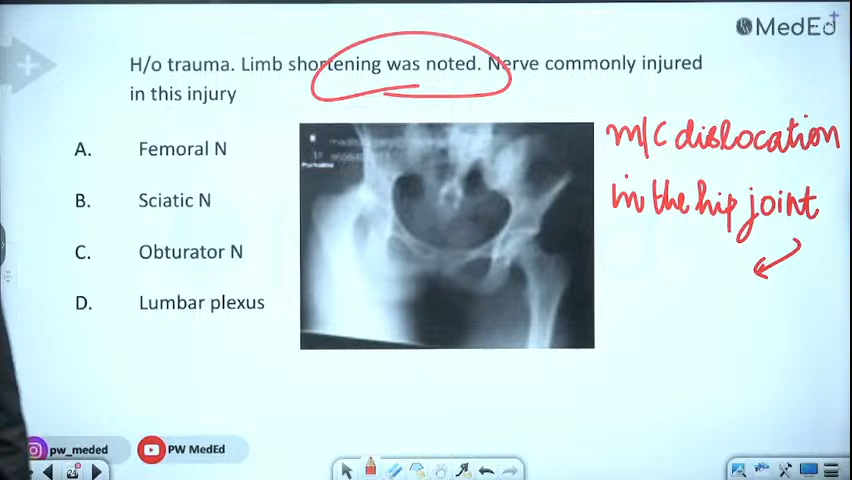 MedEd
H/o trauma. Limb shortening was noted. Nerve commonly injured
in this injury
A. Femoral N
B. Sciatic N
C. Obturator N
D. Lumbar plexus
m/c dislocation
in the hip joint
pw_meded
PW MedEd
24